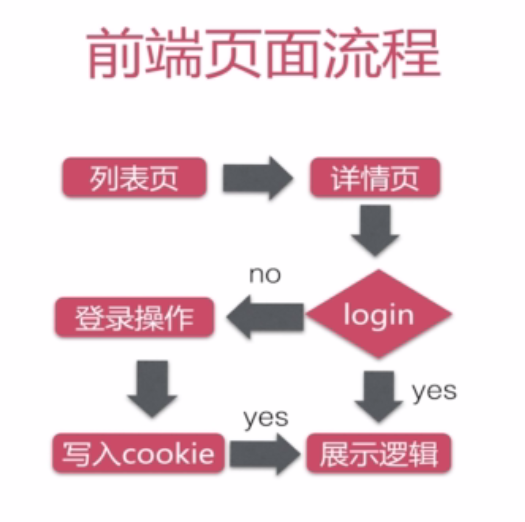 前端页面流程
列表页
详情页
no
login
登录操作
yes
yes
写入cookie
展示逻辑